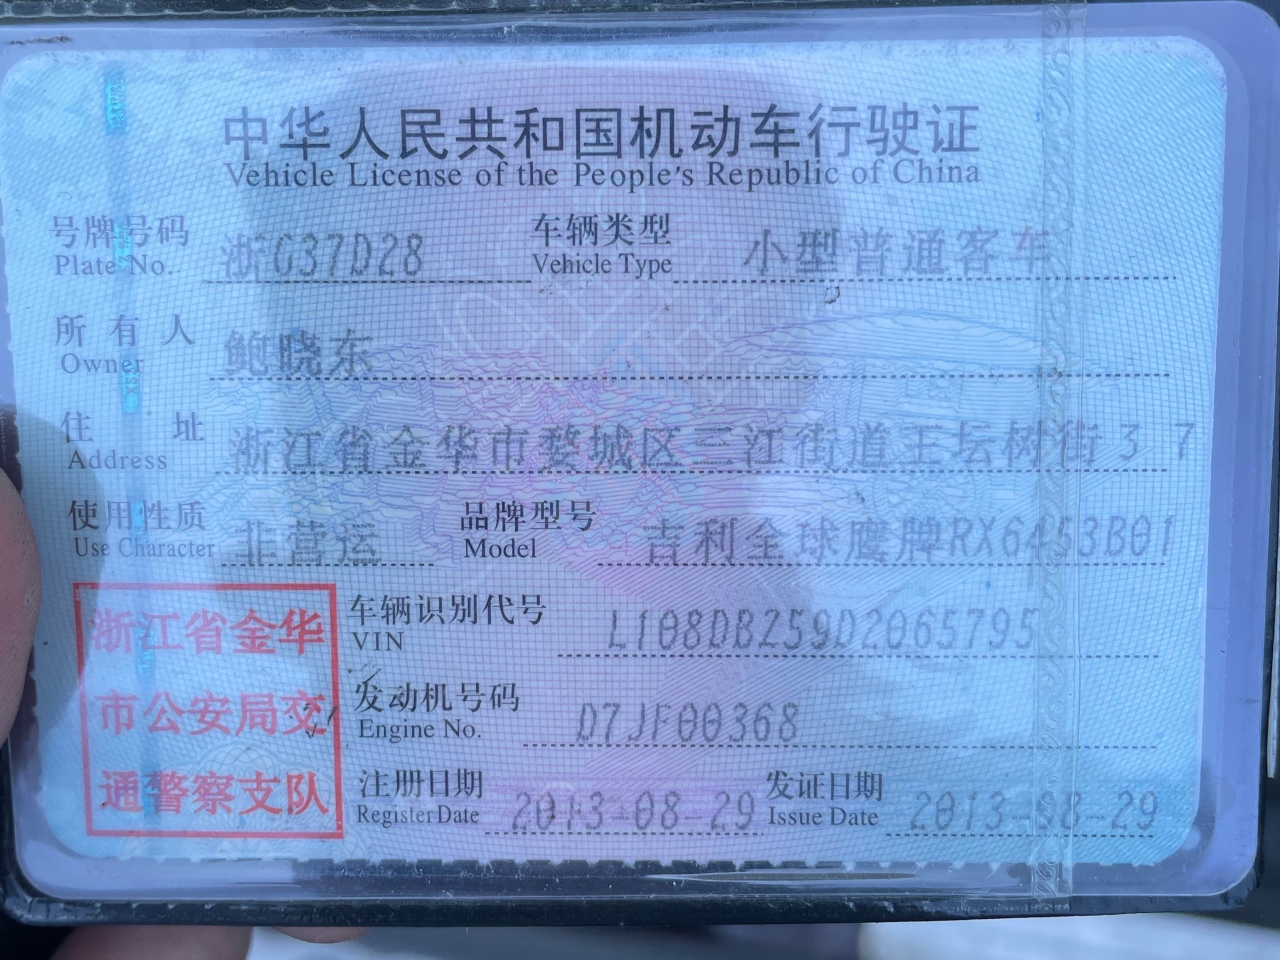 中华人民共和国机动车行驶证
Vehicle License of the People's Republic of China
号牌号码 浙G37D28 车辆类型 小型普通客车
Plate No. Vehicle Type
所有人 鲍晓东
Owner
住址 浙江省金华市婺城区三江街道王坛树街37
Address
使用性质 非营运 品牌型号 吉利全球鹰牌RX6453B01
Use Character Model
浙江省金华
市公安局交
通警察支队
车辆识别代号 L108DBZ59D2065795
VIN
发动机号码 D7JF00368
Engine No.
注册日期 2013-08-29 发证日期 2013-08-29
Register Date Issue Date